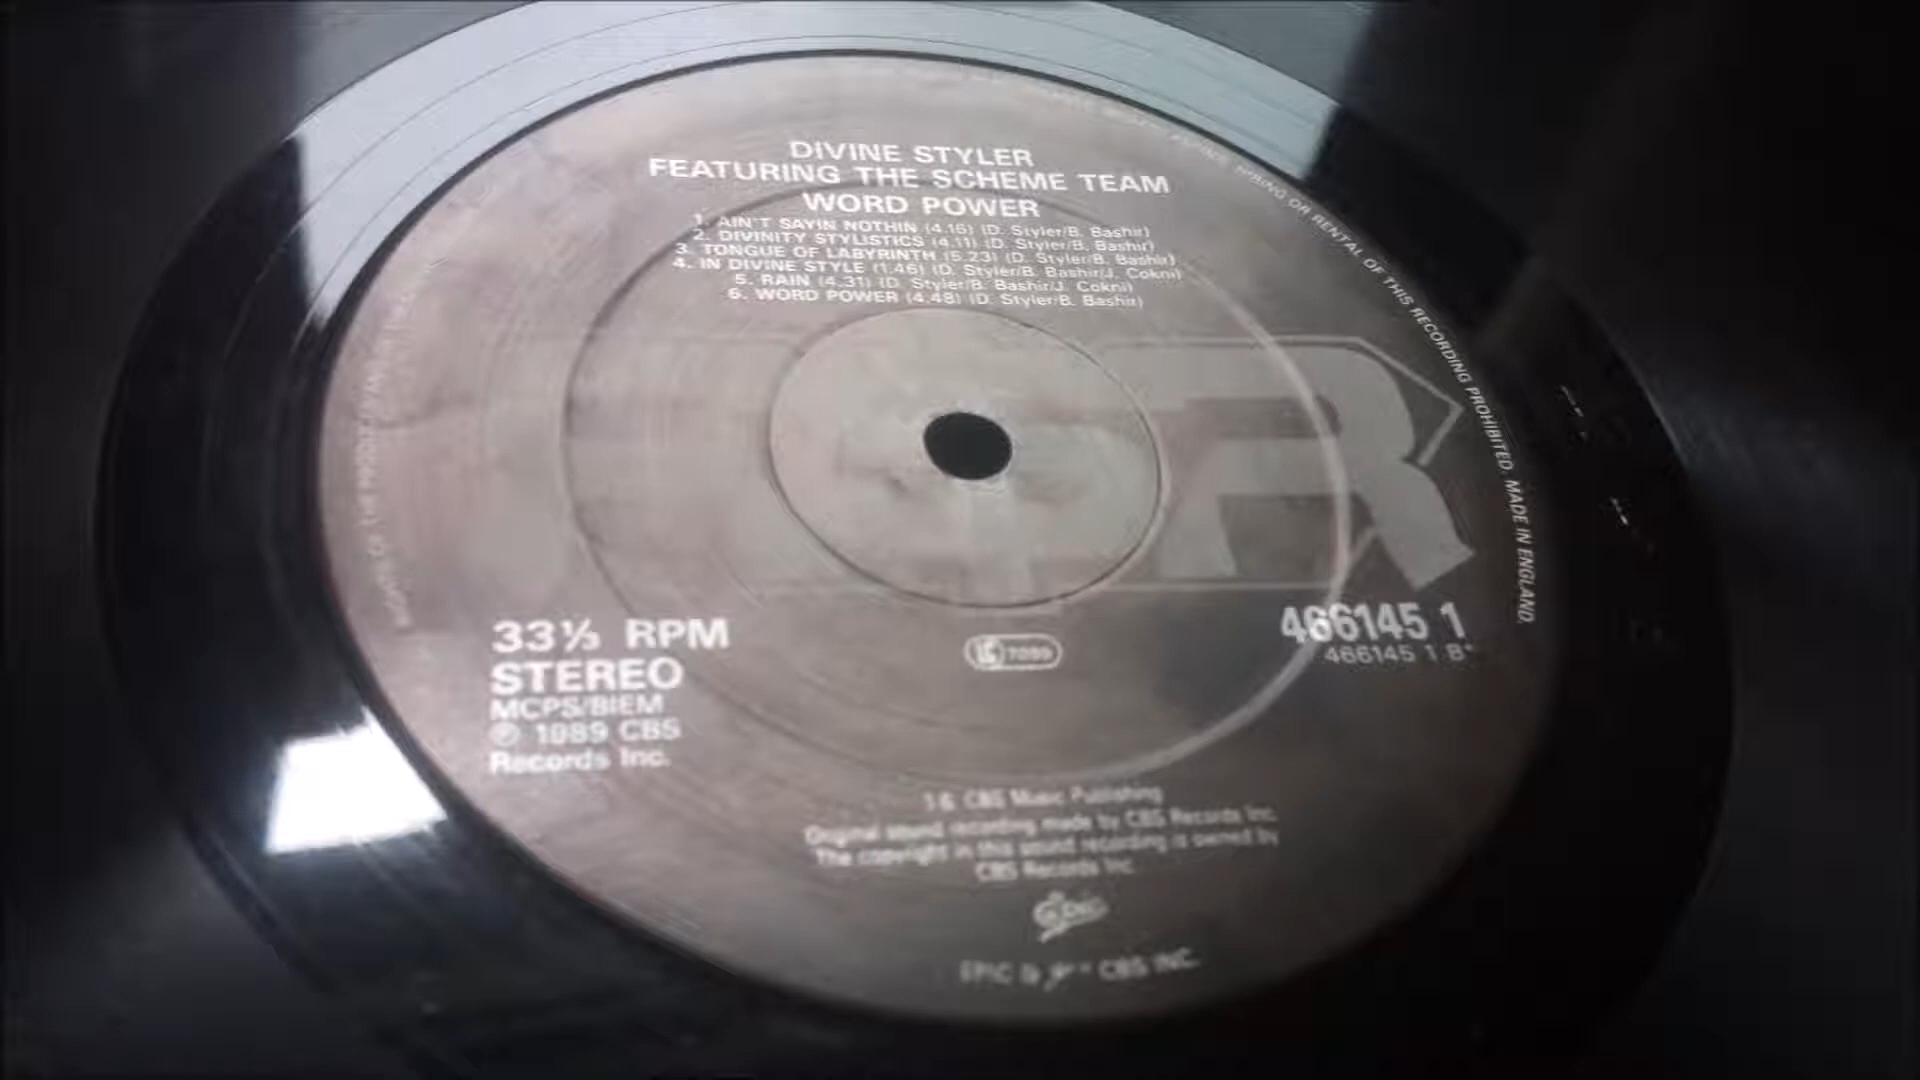 DIVINE STYLER
FEATURING THE SCHEME TEAM
WORD POWER
1. AIN'T SAYIN NOTHIN (4.16) (D. Styler/B. Bashir)
2. DIVINITY STYLISTICS (4.11) (D. Styler/B. Bashir)
3. TONGUE OF LABYRINTH (5.23) (D. Styler/B. Bashir)
4. IN DIVINE STYLE (1.46) (D. Styler/B. Bashir/J. Cokni)
5. RAIN (4.31) (D. Styler/B. Bashir/J. Cokni)
6. WORD POWER (4.48) (D. Styler/B. Bashir)
HIRING OR RENTAL OF THIS RECORDING PROHIBITED. MADE IN ENGLAND.
33⅓ RPM
STEREO
MCPS/BIEM
℗ 1989 CBS
Records Inc.
LC 7089
466145 1
466145 1 B*
CBS Music Publishing
Original sound recording made by CBS Records Inc.
The copyright in this sound recording is owned by
CBS Records Inc.
Epic
EPIC & CBS INC.